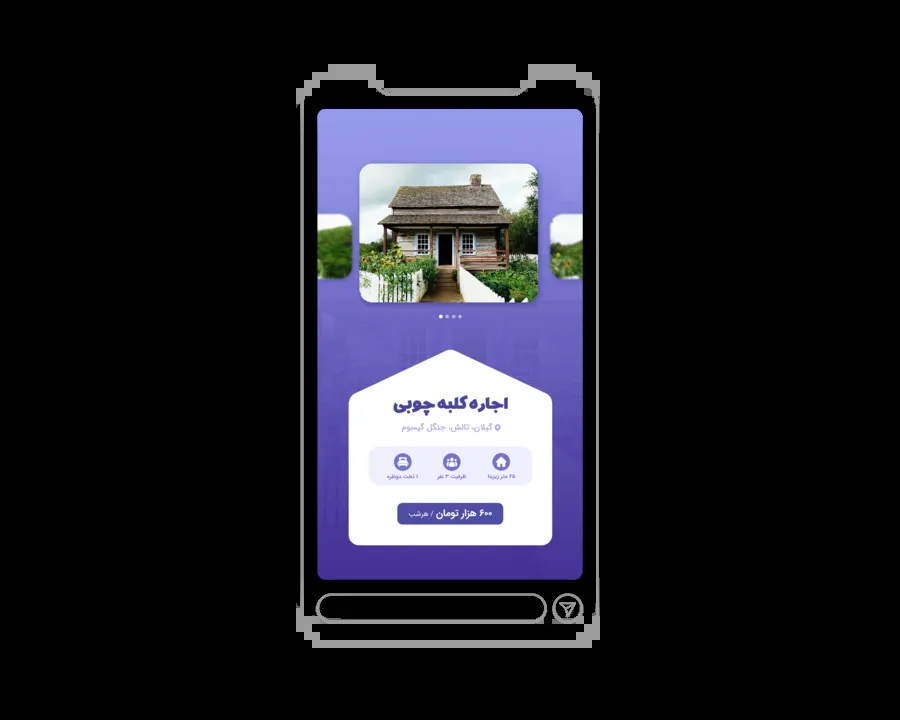 اجاره کلبه چوبی
گیلان، تالش، جنگل گیسوم
۶۵ متر زیربنا
ظرفیت ۳ نفر
۱ تخت دونفره
۶۰۰ هزار تومان / هرشب